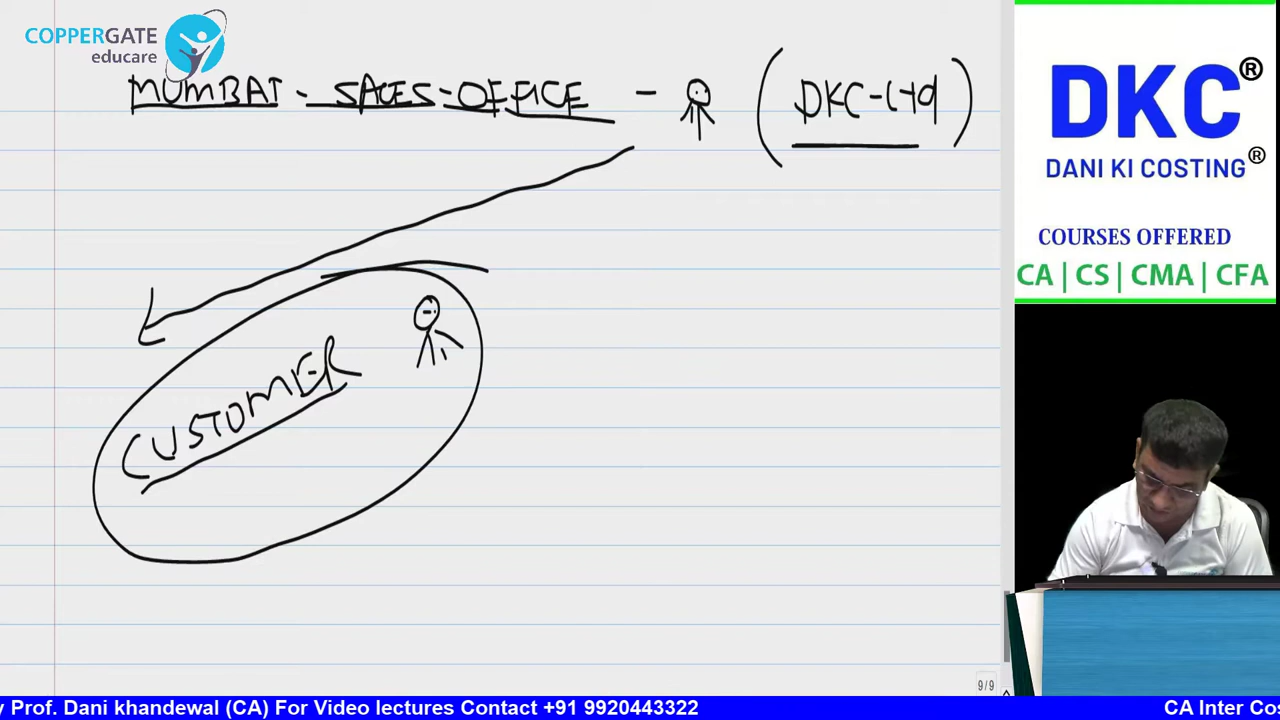 COPPERGATE
educare
MUMBAI - SALES - OFFICE - (DKC-Ltd)
CUSTOMER
DKC®
DANI KI COSTING®
COURSES OFFERED
CA | CS | CMA | CFA
9/9
y Prof. Dani khandewal (CA) For Video lectures Contact +91 9920443322
CA Inter Cos